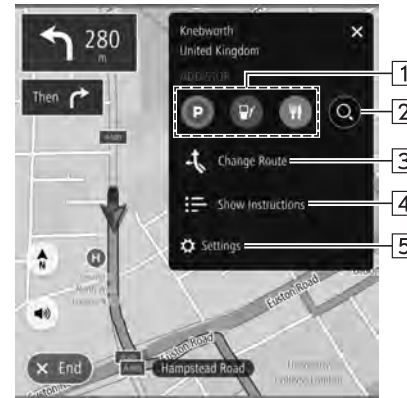 280
m
Then
Knebworth
United Kingdom
P
Change Route
Show Instructions
Settings
1
2
3
4
5
N
H
Euston Road
Euston Road
End
Hampstead Road